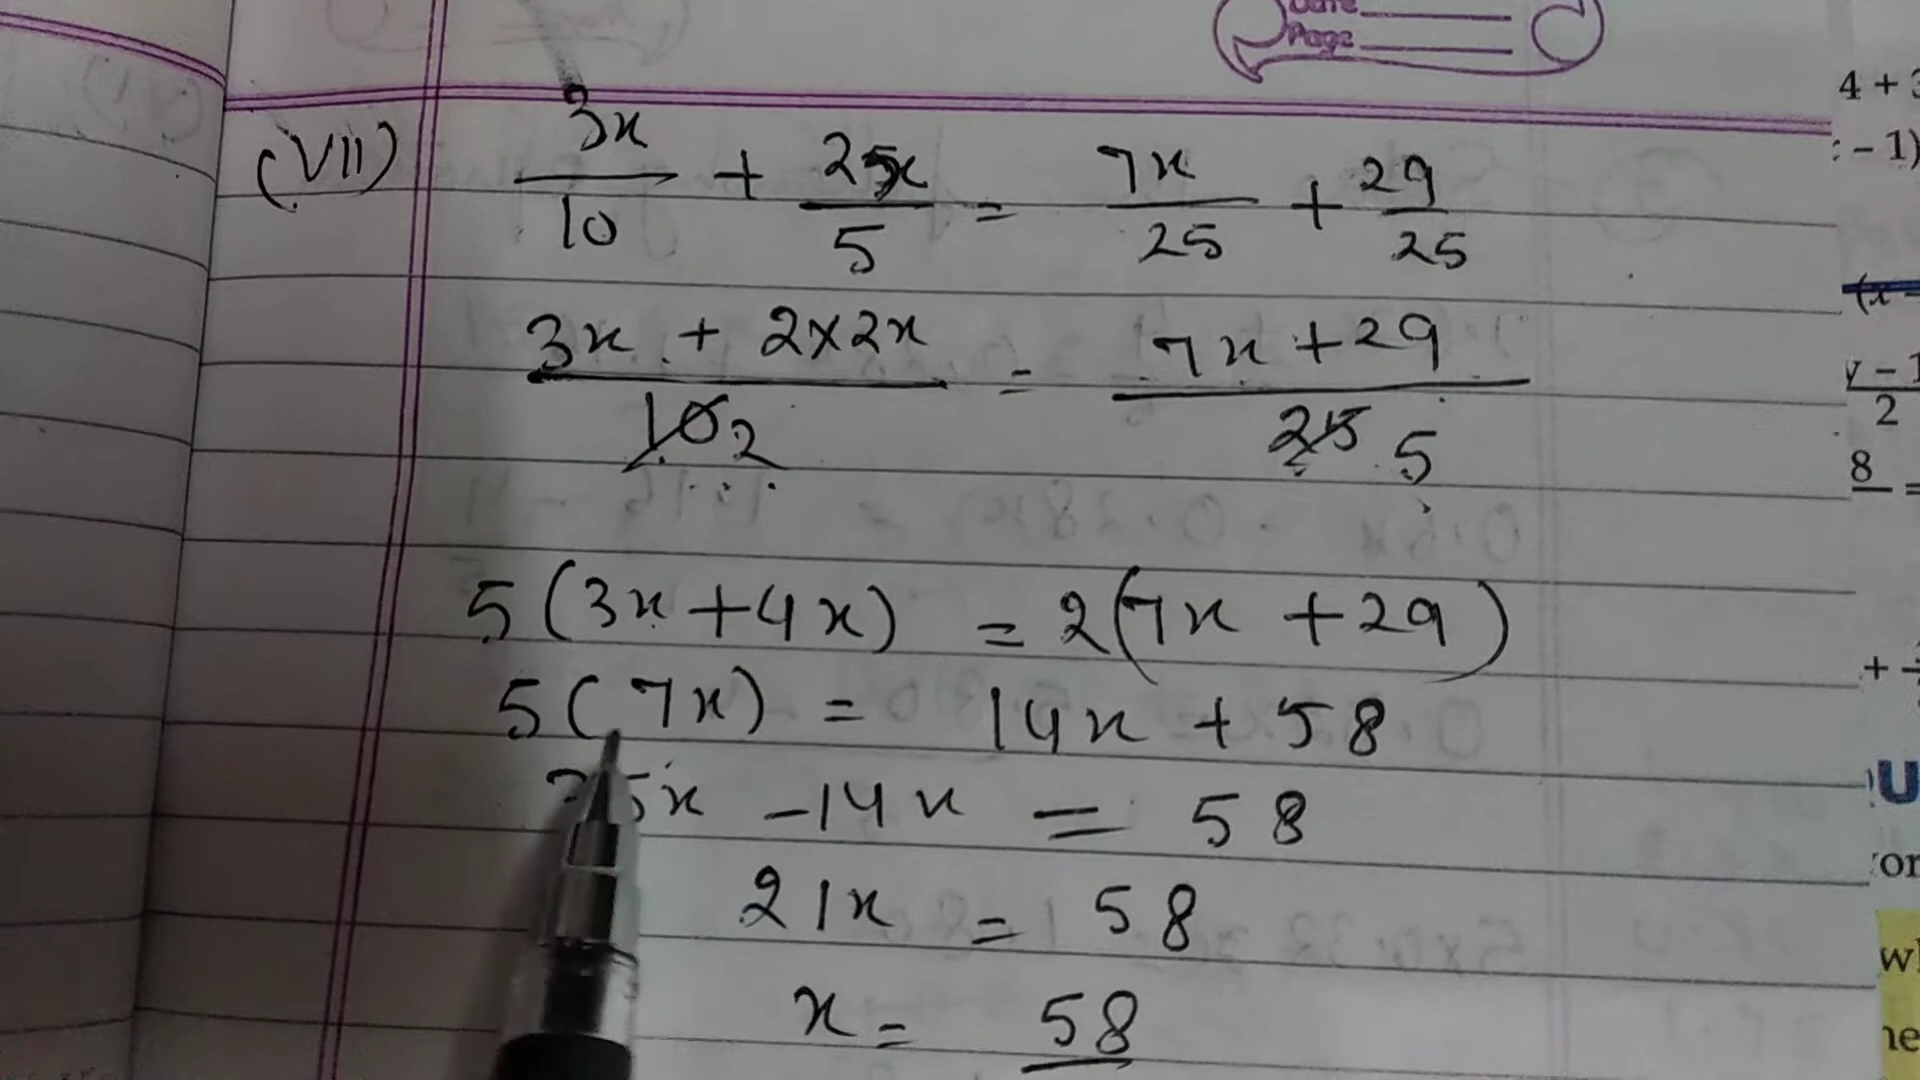 Date
Page
(VII) 3x/10 + 2x/5 = 7x/25 + 29/25
3x + 2×2x / 10 2 = 7x + 29 / 25 5
5(3x+4x) = 2(7x + 29)
5(7x) = 14x + 58
35x - 14x = 58
21x = 58
x = 58
4 + 3
- 1)
(x -
y - 1
2
8
=
+
U
or